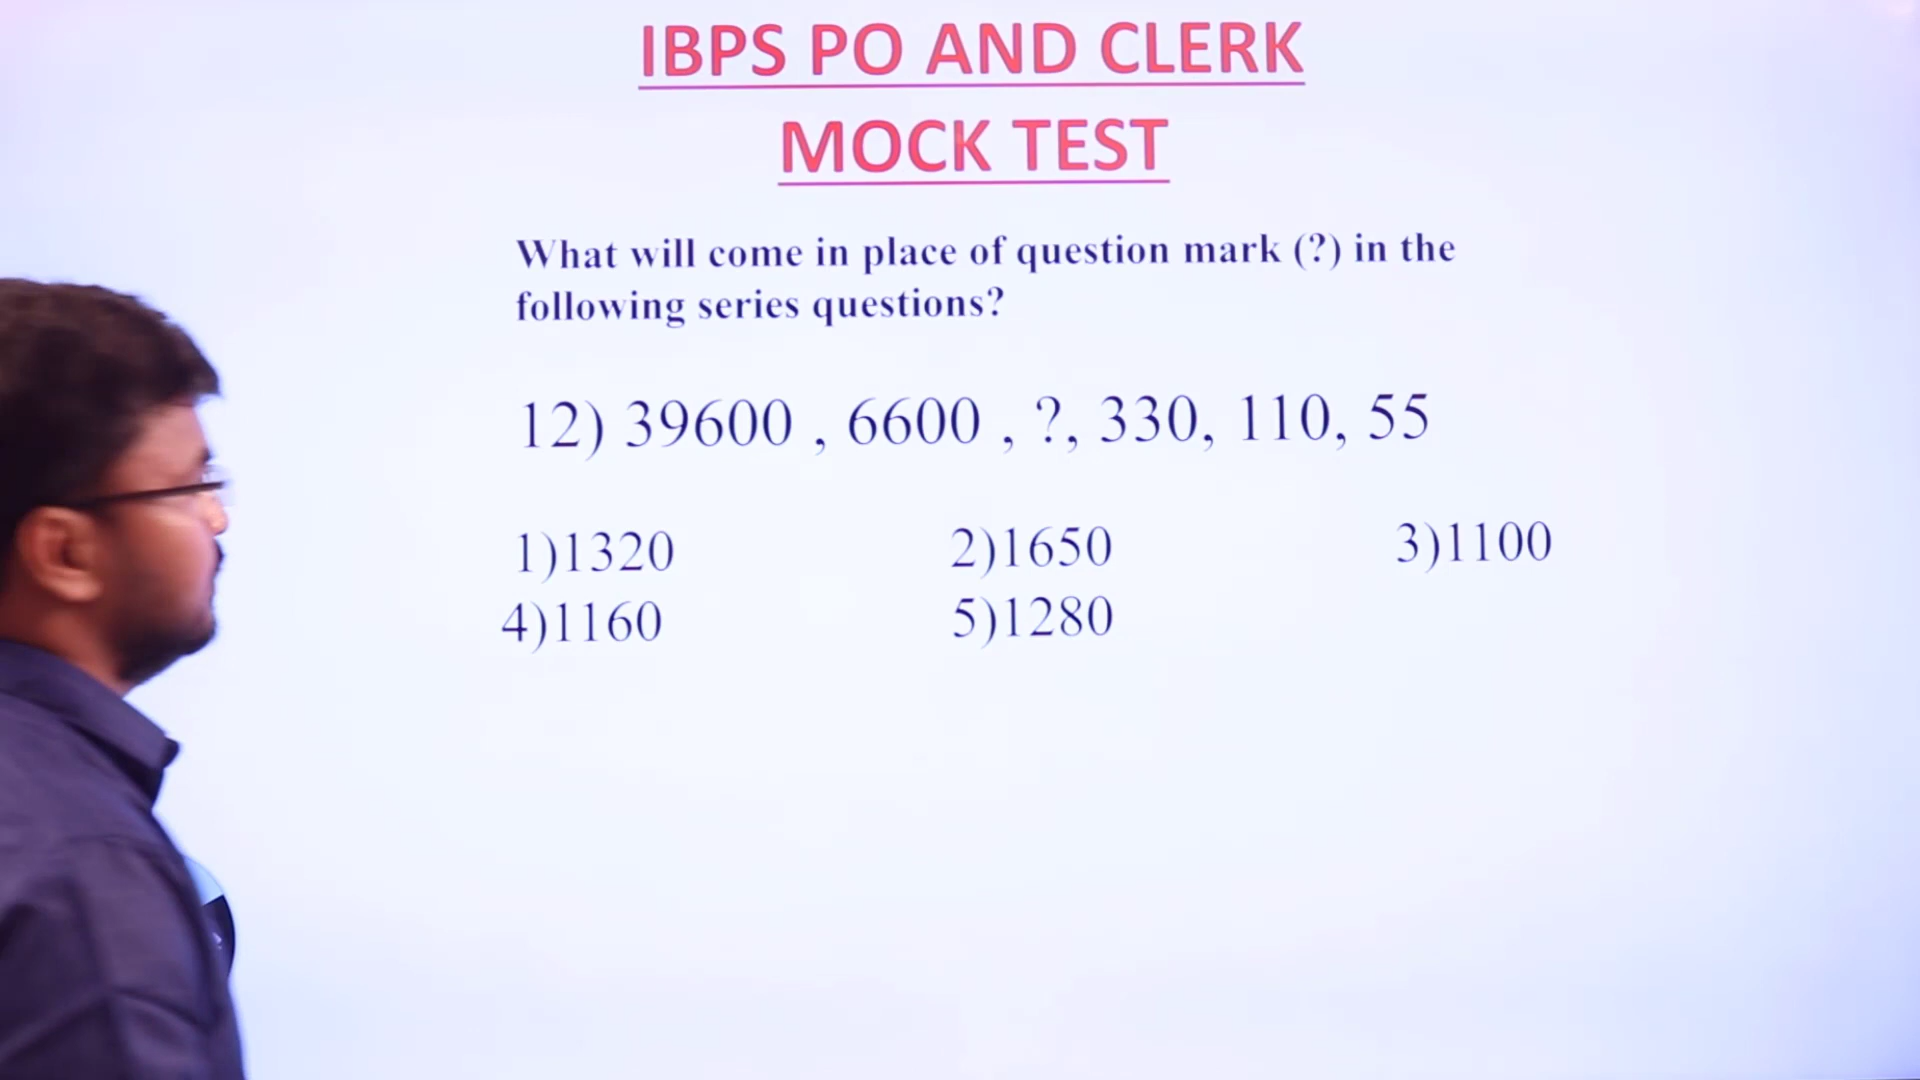 IBPS PO AND CLERK
MOCK TEST
What will come in place of question mark (?) in the
following series questions?
12) 39600 , 6600 , ?, 330, 110, 55
1)1320 2)1650 3)1100
4)1160 5)1280